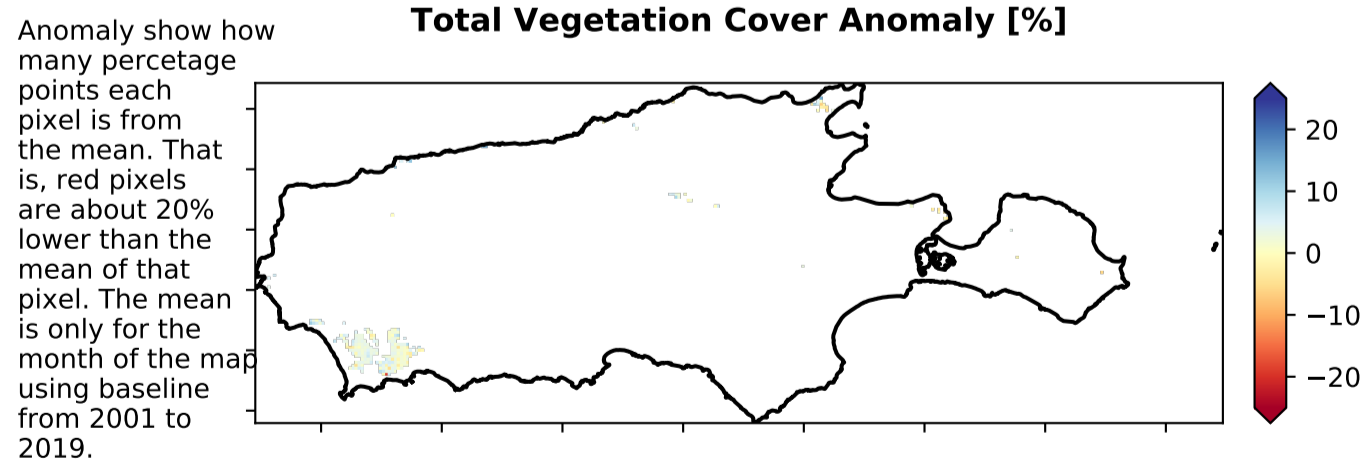 Total Vegetation Cover Anomaly [%]
Anomaly show how
many percetage
points each
pixel is from
the mean. That
is, red pixels
are about 20%
lower than the
mean of that
pixel. The mean
is only for the
month of the map
using baseline
from 2001 to
2019.
20
10
0
−10
−20